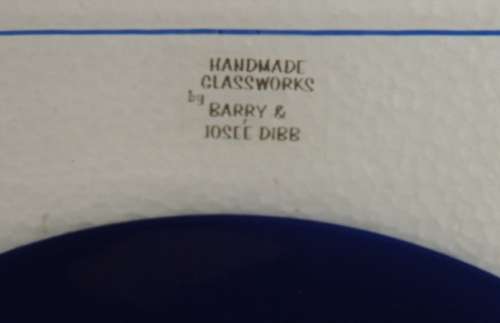 HANDMADE
GLASSWORKS
by
BARRY &
JOSÉE DIBB